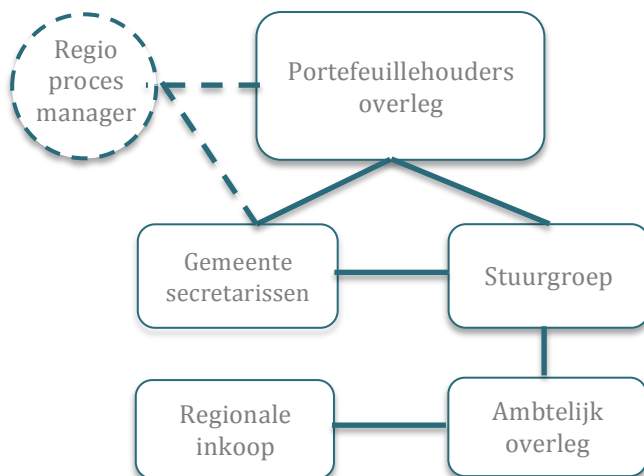 Regio
proces
manager
Portefeuillehouders
overleg
Gemeente
secretarissen
Stuurgroep
Regionale
inkoop
Ambtelijk
overleg